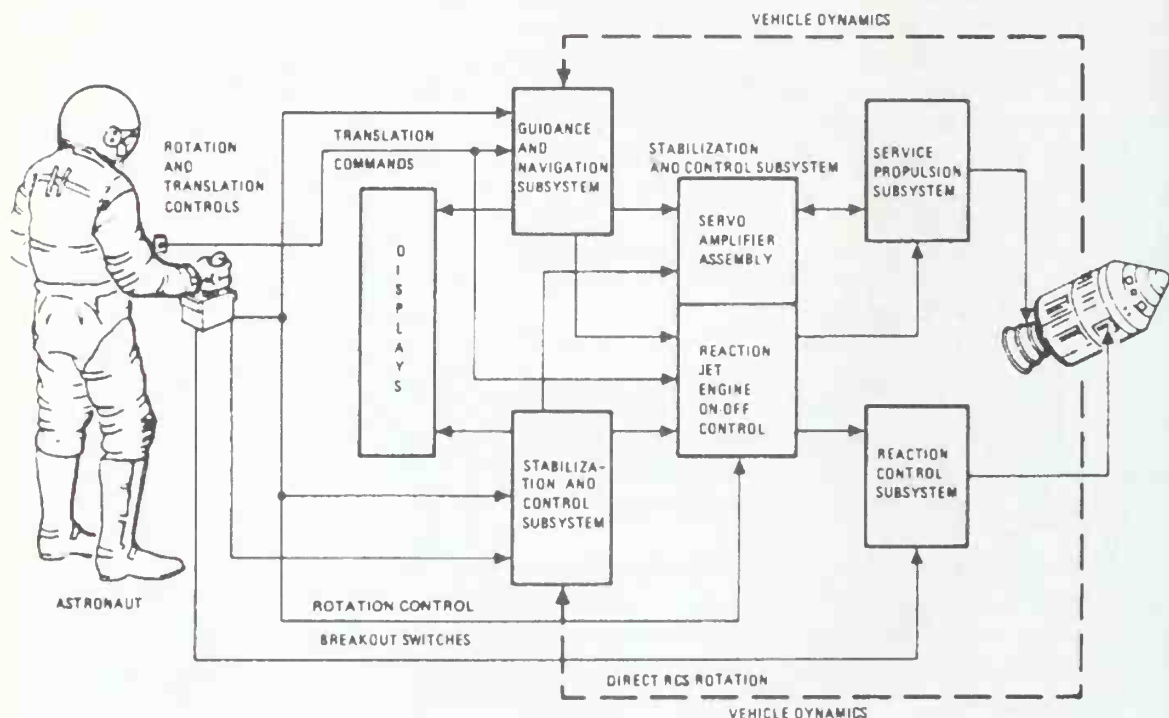 VEHICLE DYNAMICS
ROTATION
AND
TRANSLATION
CONTROLS
TRANSLATION
COMMANDS
GUIDANCE
AND
NAVIGATION
SUBSYSTEM
STABILIZATION
AND CONTROL SUBSYSTEM
SERVICE
PROPULSION
SUBSYSTEM
DISPLAYS
SERVO
AMPLIFIER
ASSEMBLY
REACTION
JET
ENGINE
ON-OFF
CONTROL
STABILIZA-
TION AND
CONTROL
SUBSYSTEM
REACTION
CONTROL
SUBSYSTEM
ASTRONAUT
ROTATION CONTROL
BREAKOUT SWITCHES
DIRECT RCS ROTATION
VEHICLE DYNAMICS